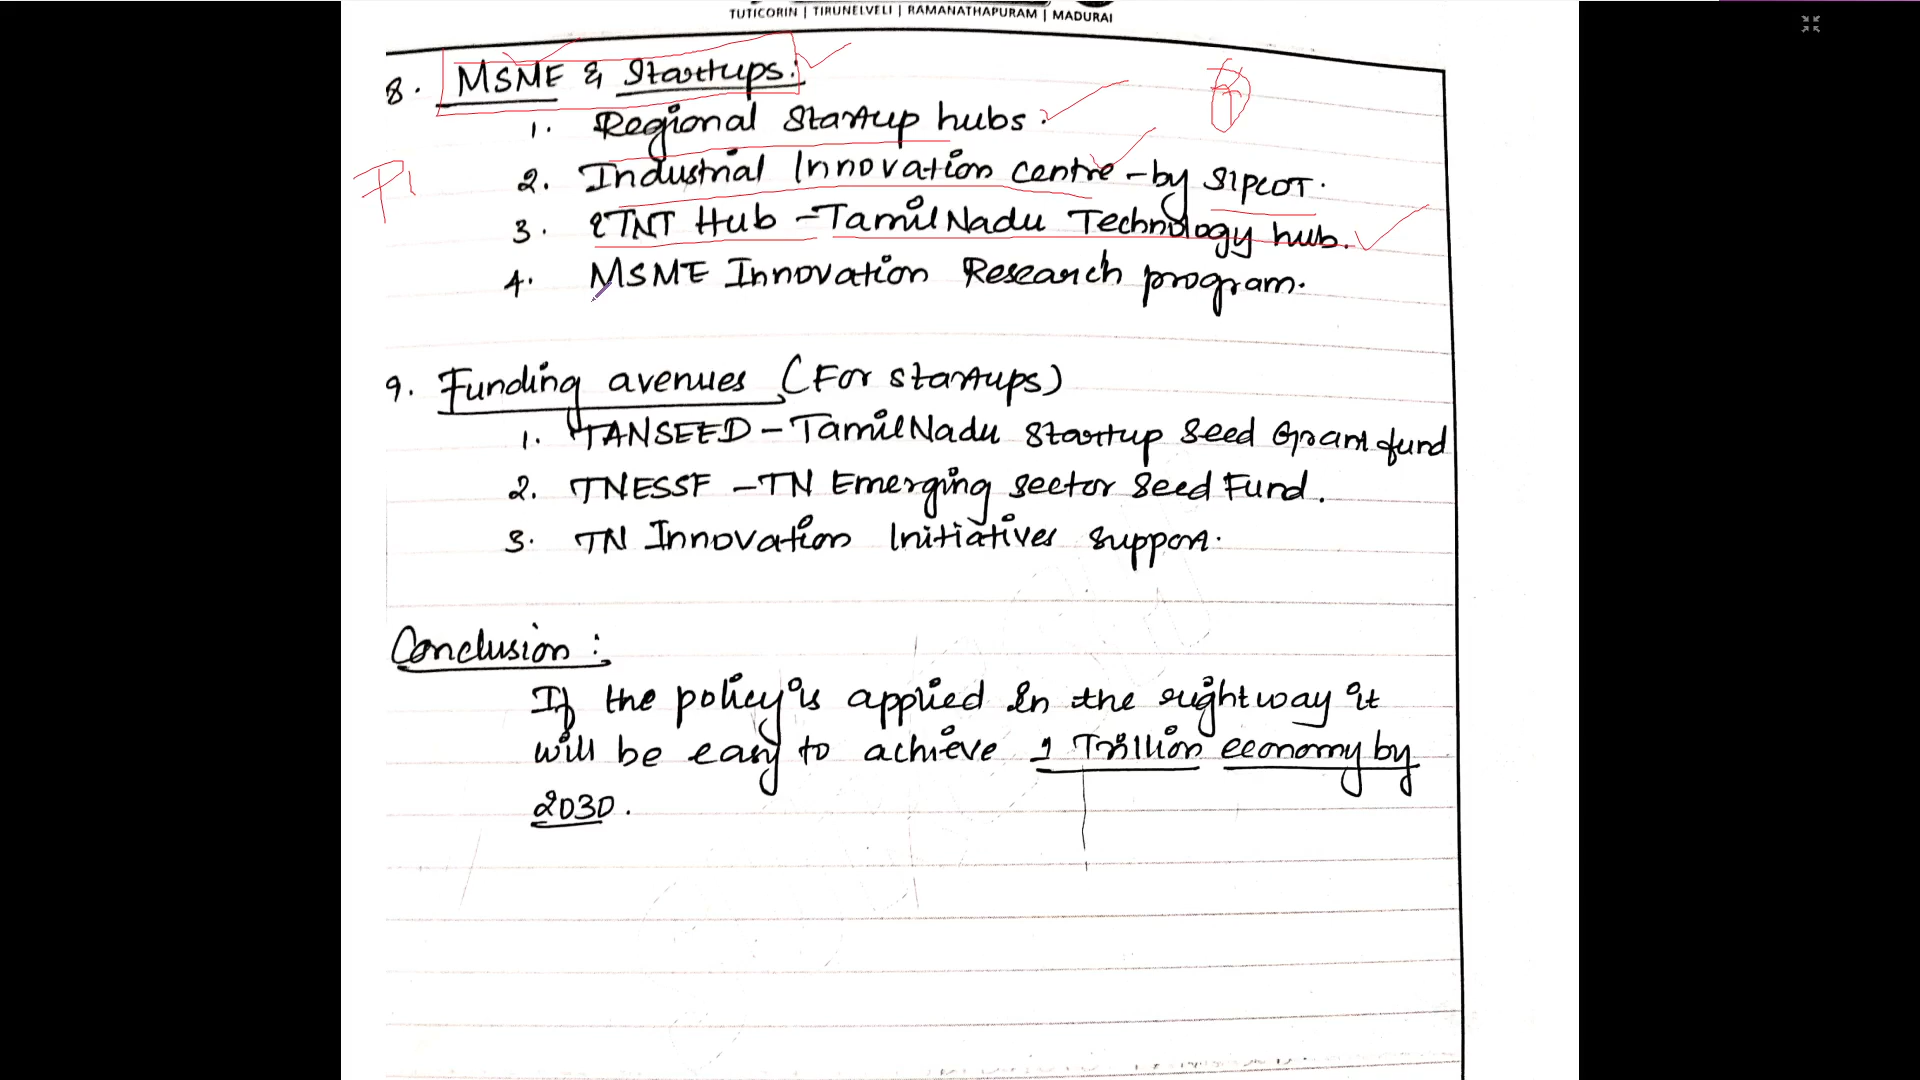 TUTICORIN | TIRUNELVELI | RAMANATHAPURAM | MADURAI
8. MSME & Startups:
1. Regional Startup hubs.
2. Industrial Innovation centre - by SIPCOT.
3. iTNT Hub - TamilNadu Technology hub.
4. MSME Innovation Research program.
9. Funding avenues (For startups)
1. TANSEED - TamilNadu Startup Seed Grant fund
2. TNESSF - TN Emerging Sector Seed Fund.
3. TN Innovation Initiatives Support.
Conclusion :
If the policy is applied in the right way it
will be easy to achieve 1 Trillion economy by
2030.